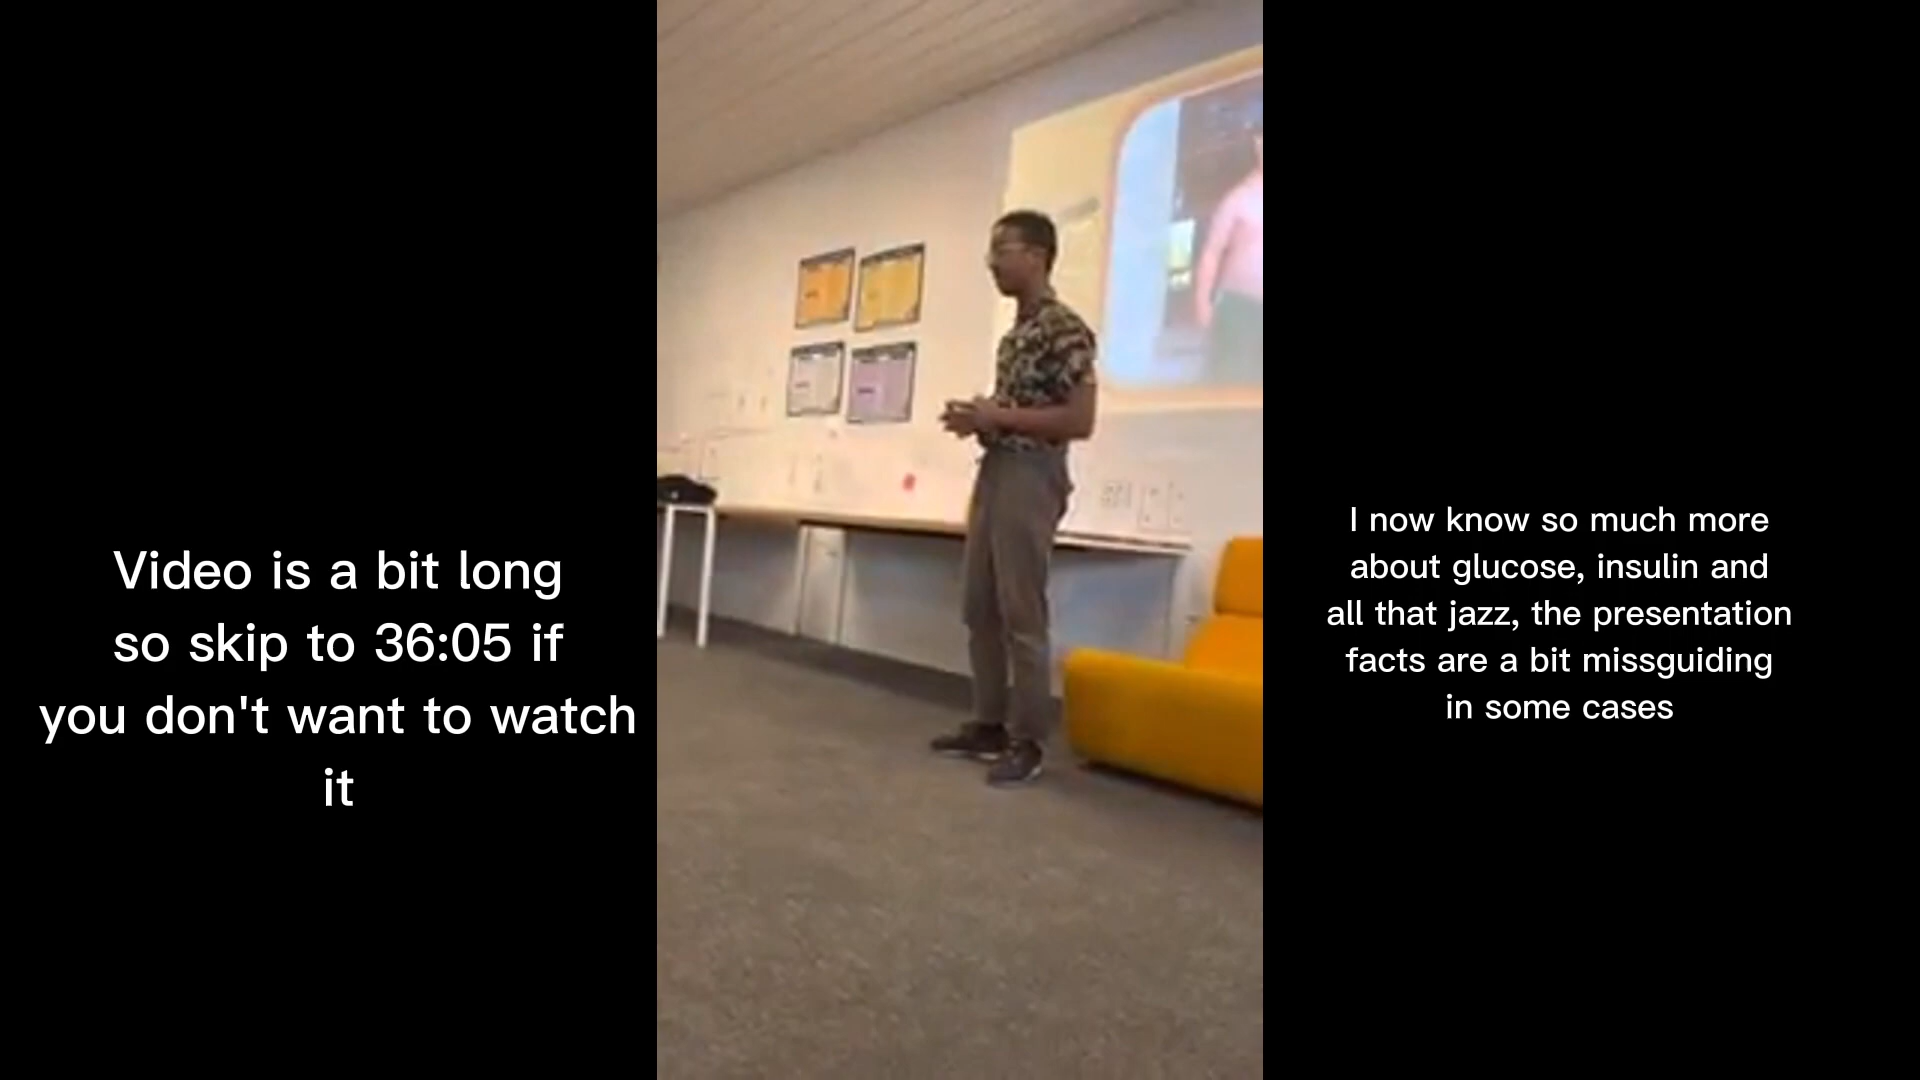 Video is a bit long
so skip to 36:05 if
you don't want to watch
it
I now know so much more
about glucose, insulin and
all that jazz, the presentation
facts are a bit missguiding
in some cases